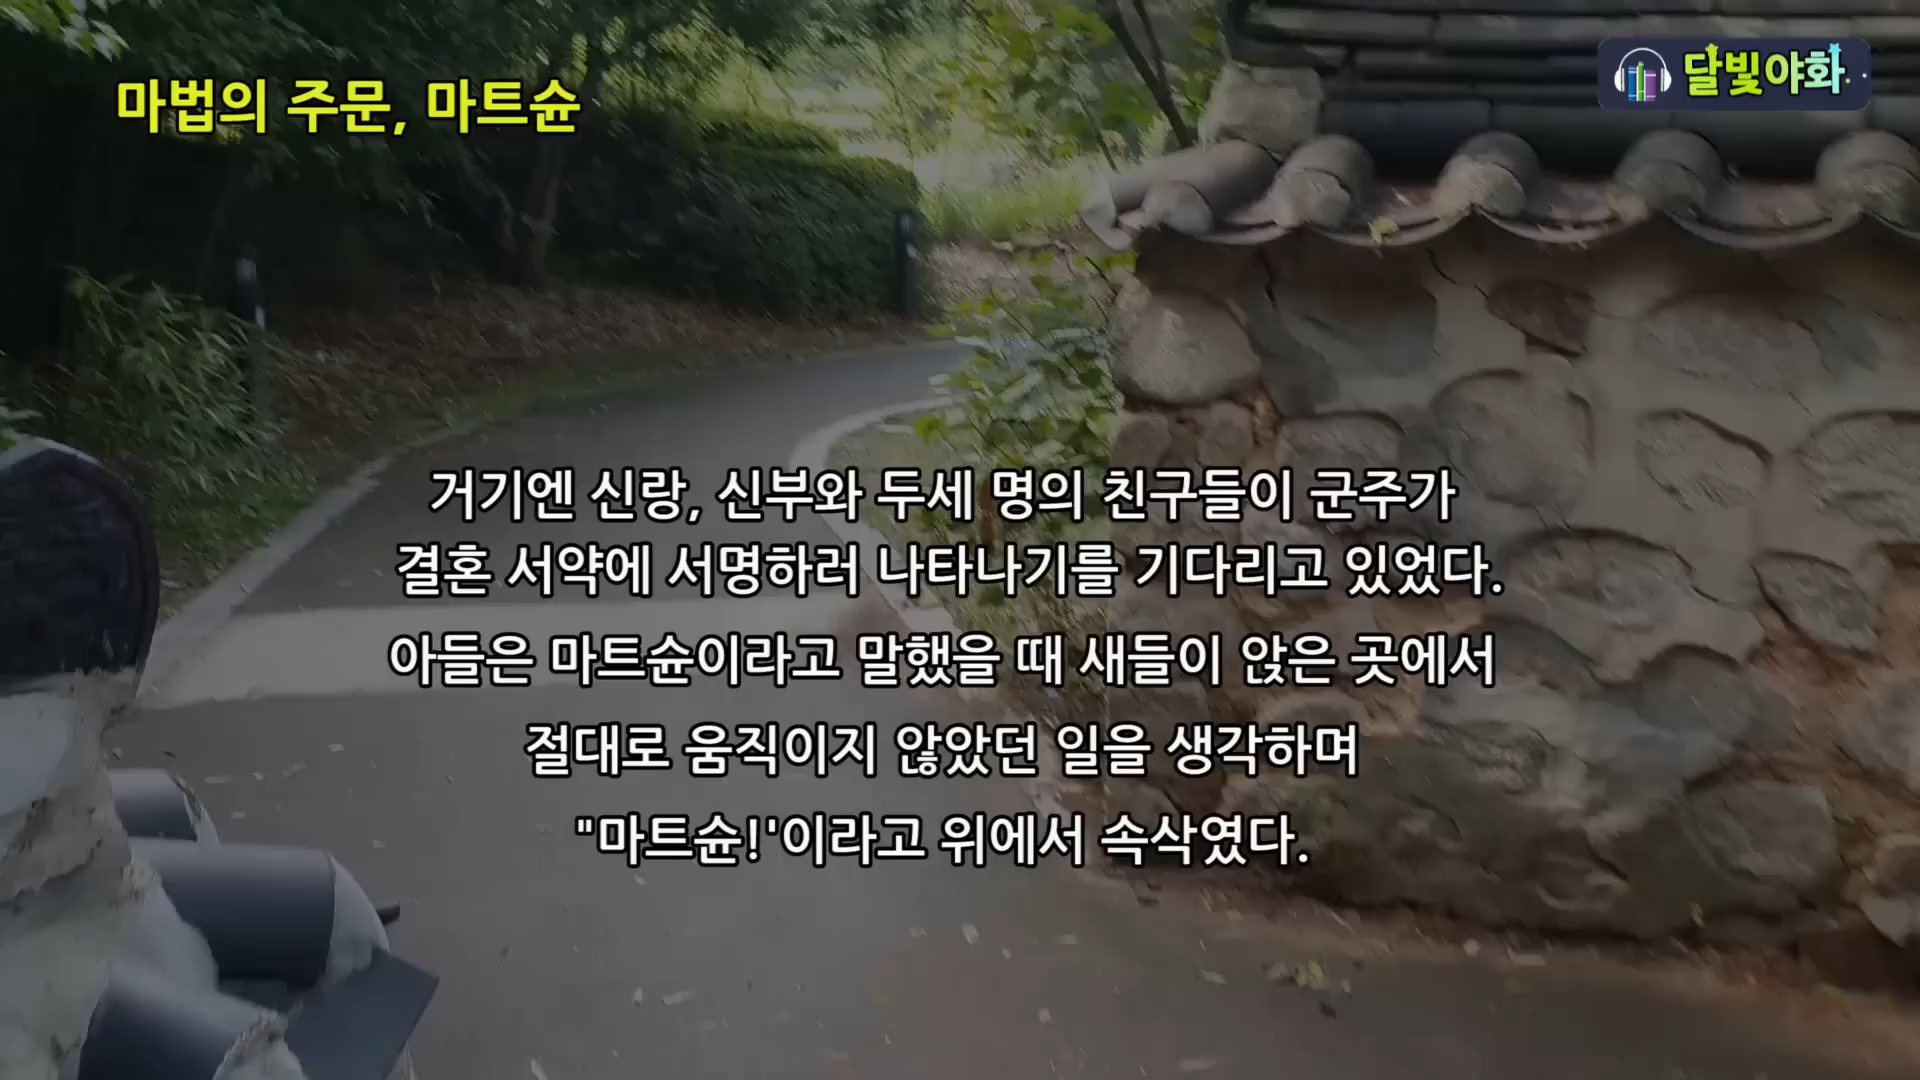 마법의 주문, 마트슌
달빛야화
거기엔 신랑, 신부와 두세 명의 친구들이 군주가
결혼 서약에 서명하러 나타나기를 기다리고 있었다.
아들은 마트슌이라고 말했을 때 새들이 앉은 곳에서
절대로 움직이지 않았던 일을 생각하며
"마트슌!'이라고 위에서 속삭였다.